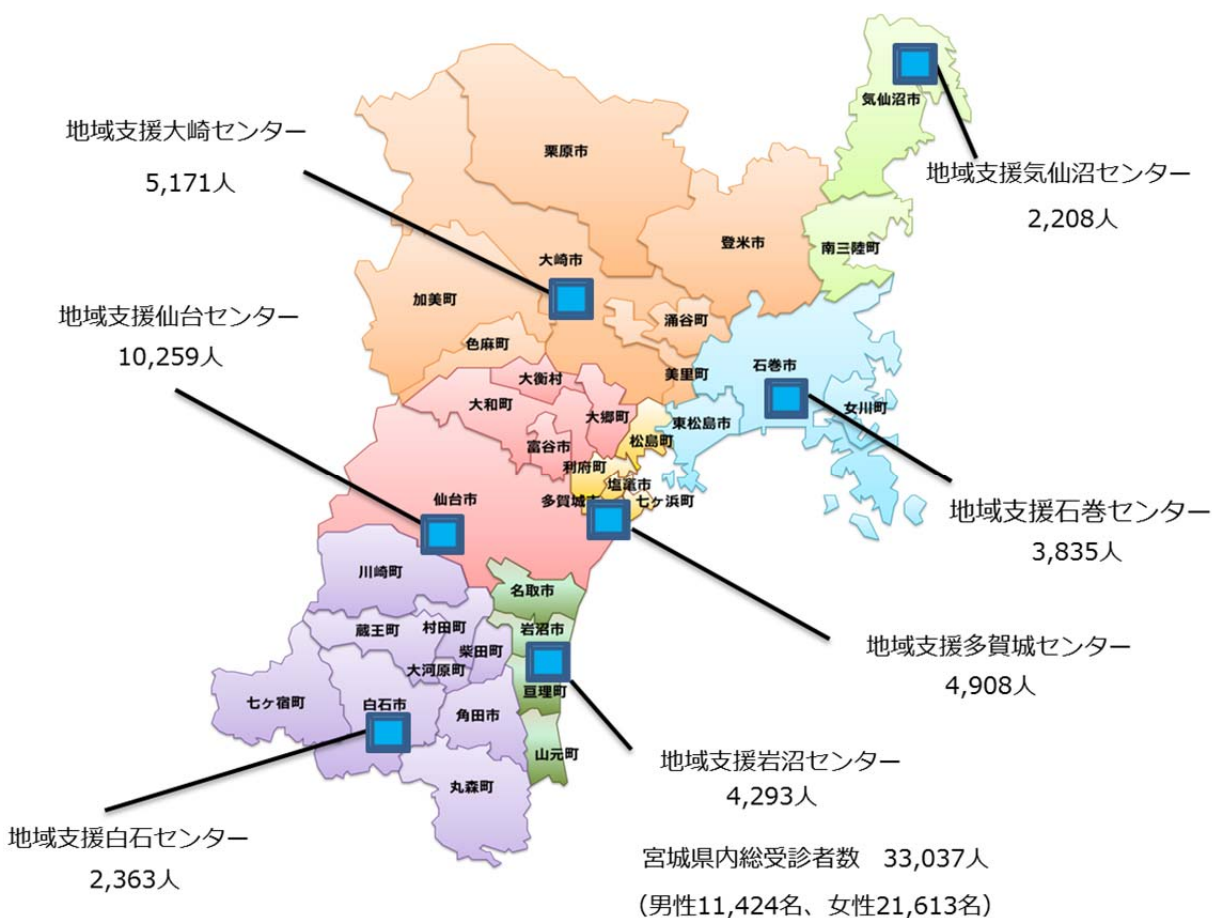 気仙沼市
地域支援大崎センター
5,171人
栗原市
地域支援気仙沼センター
2,208人
登米市
南三陸町
大崎市
加美町
地域支援仙台センター
10,259人
涌谷町
色麻町
美里町
石巻市
大衡村
大和町
大郷町
女川町
東松島市
富谷市
松島町
利府町
塩竃市
仙台市
多賀城市
七ヶ浜町
地域支援石巻センター
3,835人
川崎町
名取市
蔵王町
村田町
岩沼市
柴田町
大河原町
地域支援多賀城センター
4,908人
七ヶ宿町
白石市
角田市
亘理町
山元町
地域支援岩沼センター
4,293人
丸森町
地域支援白石センター
2,363人
宮城県内総受診者数　33,037人
（男性11,424名、女性21,613名）